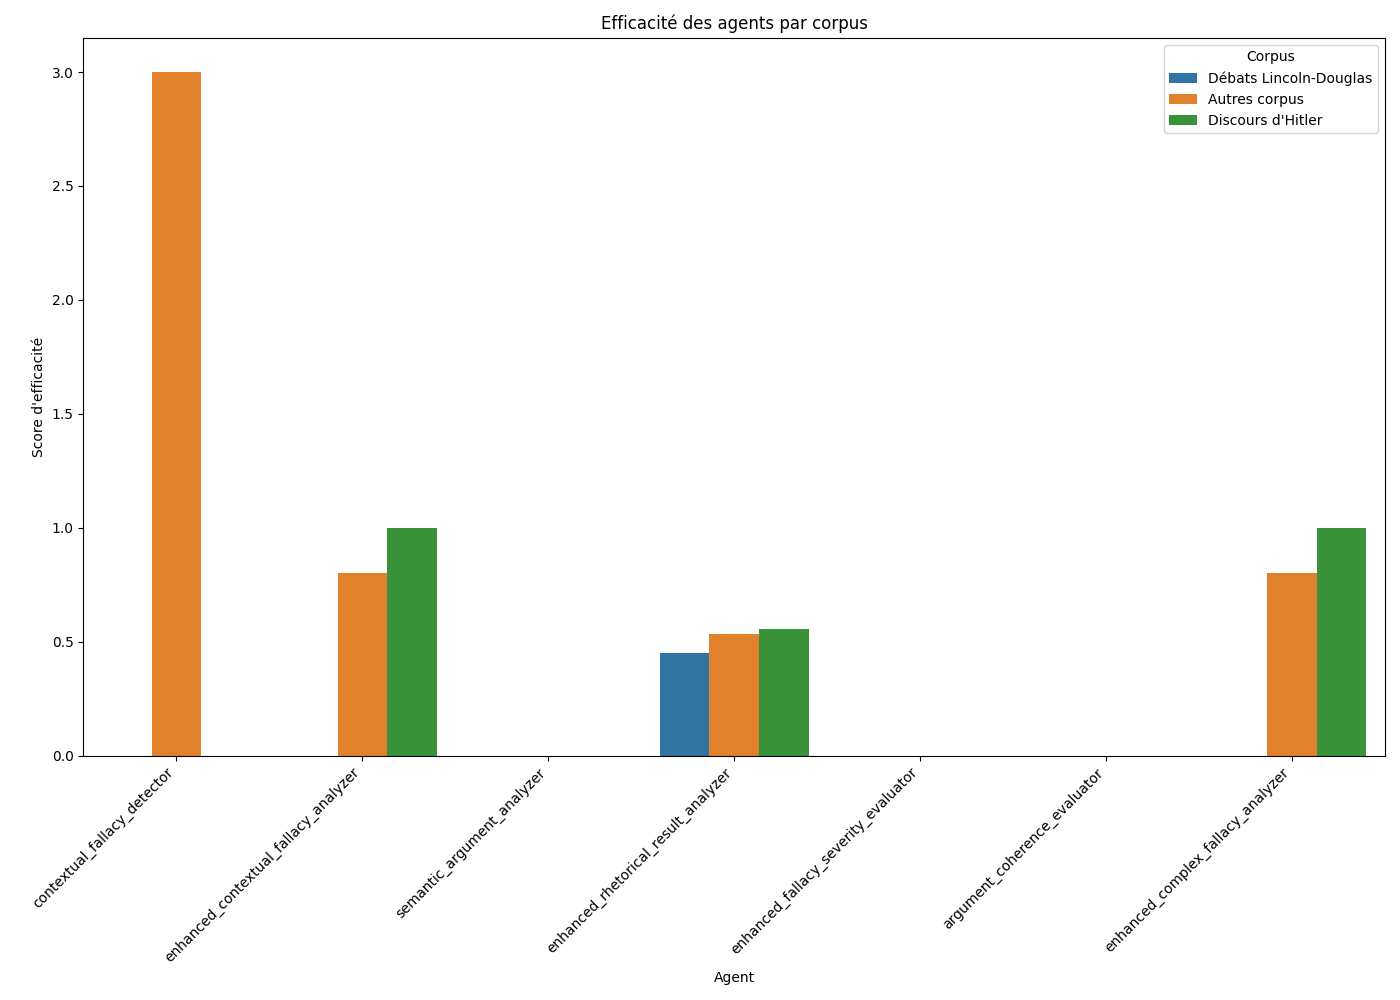 Efficacité des agents par corpus
Corpus
Débats Lincoln-Douglas
Autres corpus
Discours d'Hitler
Score d'efficacité
3.0
2.5
2.0
1.5
1.0
0.5
0.0
contextual_fallacy_detector
enhanced_contextual_fallacy_analyzer
semantic_argument_analyzer
enhanced_rhetorical_result_analyzer
enhanced_fallacy_severity_evaluator
argument_coherence_evaluator
enhanced_complex_fallacy_analyzer
Agent